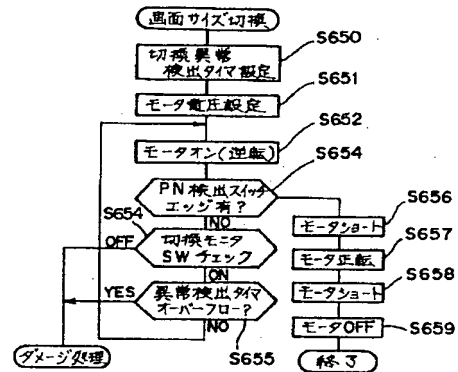 画面サイズ切換
切換異常
検出タイマ設定
S650
モータ電圧設定
S651
モータオン(逆転)
S652
PN検出スイッチ
エッジ有?
S654
NO
S654
切換モニタ
SWチェック
OFF
ON
異常検出タイマ
オーバーフロー?
YES
NO
S655
ダメージ処理
モータショート
S656
モータ正転
S657
モータショート
S658
モータOFF
S659
終了